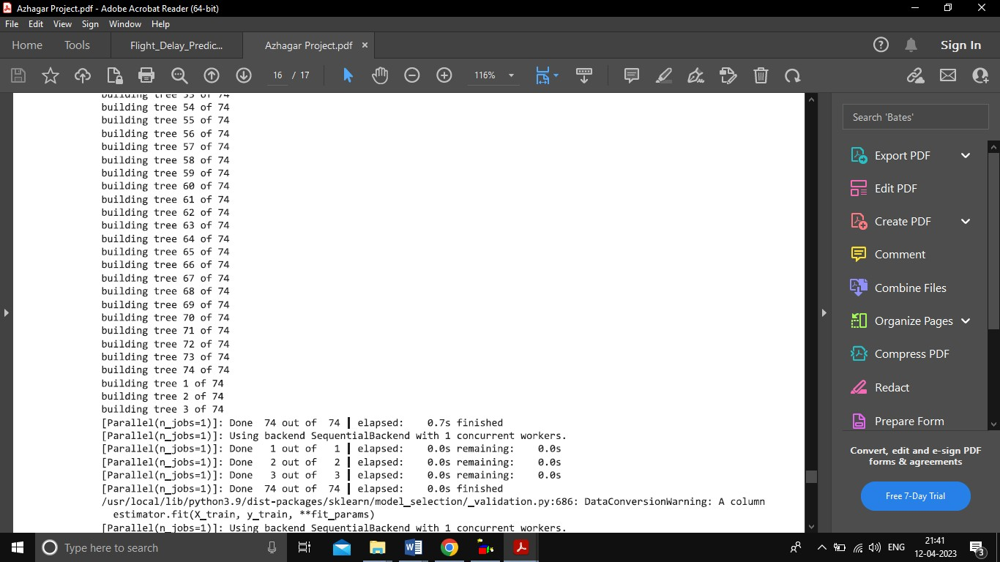 Azhagar Project.pdf - Adobe Acrobat Reader (64-bit)
File Edit View Sign Window Help
Home Tools Flight_Delay_Predic... Azhagar Project.pdf × Sign In
16 / 17 116%
building tree 53 of 74
building tree 54 of 74
building tree 55 of 74
building tree 56 of 74
building tree 57 of 74
building tree 58 of 74
building tree 59 of 74
building tree 60 of 74
building tree 61 of 74
building tree 62 of 74
building tree 63 of 74
building tree 64 of 74
building tree 65 of 74
building tree 66 of 74
building tree 67 of 74
building tree 68 of 74
building tree 69 of 74
building tree 70 of 74
building tree 71 of 74
building tree 72 of 74
building tree 73 of 74
building tree 74 of 74
building tree 1 of 74
building tree 2 of 74
building tree 3 of 74
[Parallel(n_jobs=1)]: Done  74 out of  74 | elapsed:    0.7s finished
[Parallel(n_jobs=1)]: Using backend SequentialBackend with 1 concurrent workers.
[Parallel(n_jobs=1)]: Done   1 out of   1 | elapsed:    0.0s remaining:    0.0s
[Parallel(n_jobs=1)]: Done   2 out of   2 | elapsed:    0.0s remaining:    0.0s
[Parallel(n_jobs=1)]: Done   3 out of   3 | elapsed:    0.0s remaining:    0.0s
[Parallel(n_jobs=1)]: Done  74 out of  74 | elapsed:    0.0s finished
/usr/local/lib/python3.9/dist-packages/sklearn/model_selection/_validation.py:686: DataConversionWarning: A column
  estimator.fit(X_train, y_train, **fit_params)
[Parallel(n_jobs=1)]: Using backend SequentialBackend with 1 concurrent workers.
Search 'Bates'
Export PDF
Edit PDF
Create PDF
Comment
Combine Files
Organize Pages
Compress PDF
Redact
Prepare Form
Convert, edit and e-sign PDF
forms & agreements
Free 7-Day Trial
Type here to search
ENG
21:41
12-04-2023
3